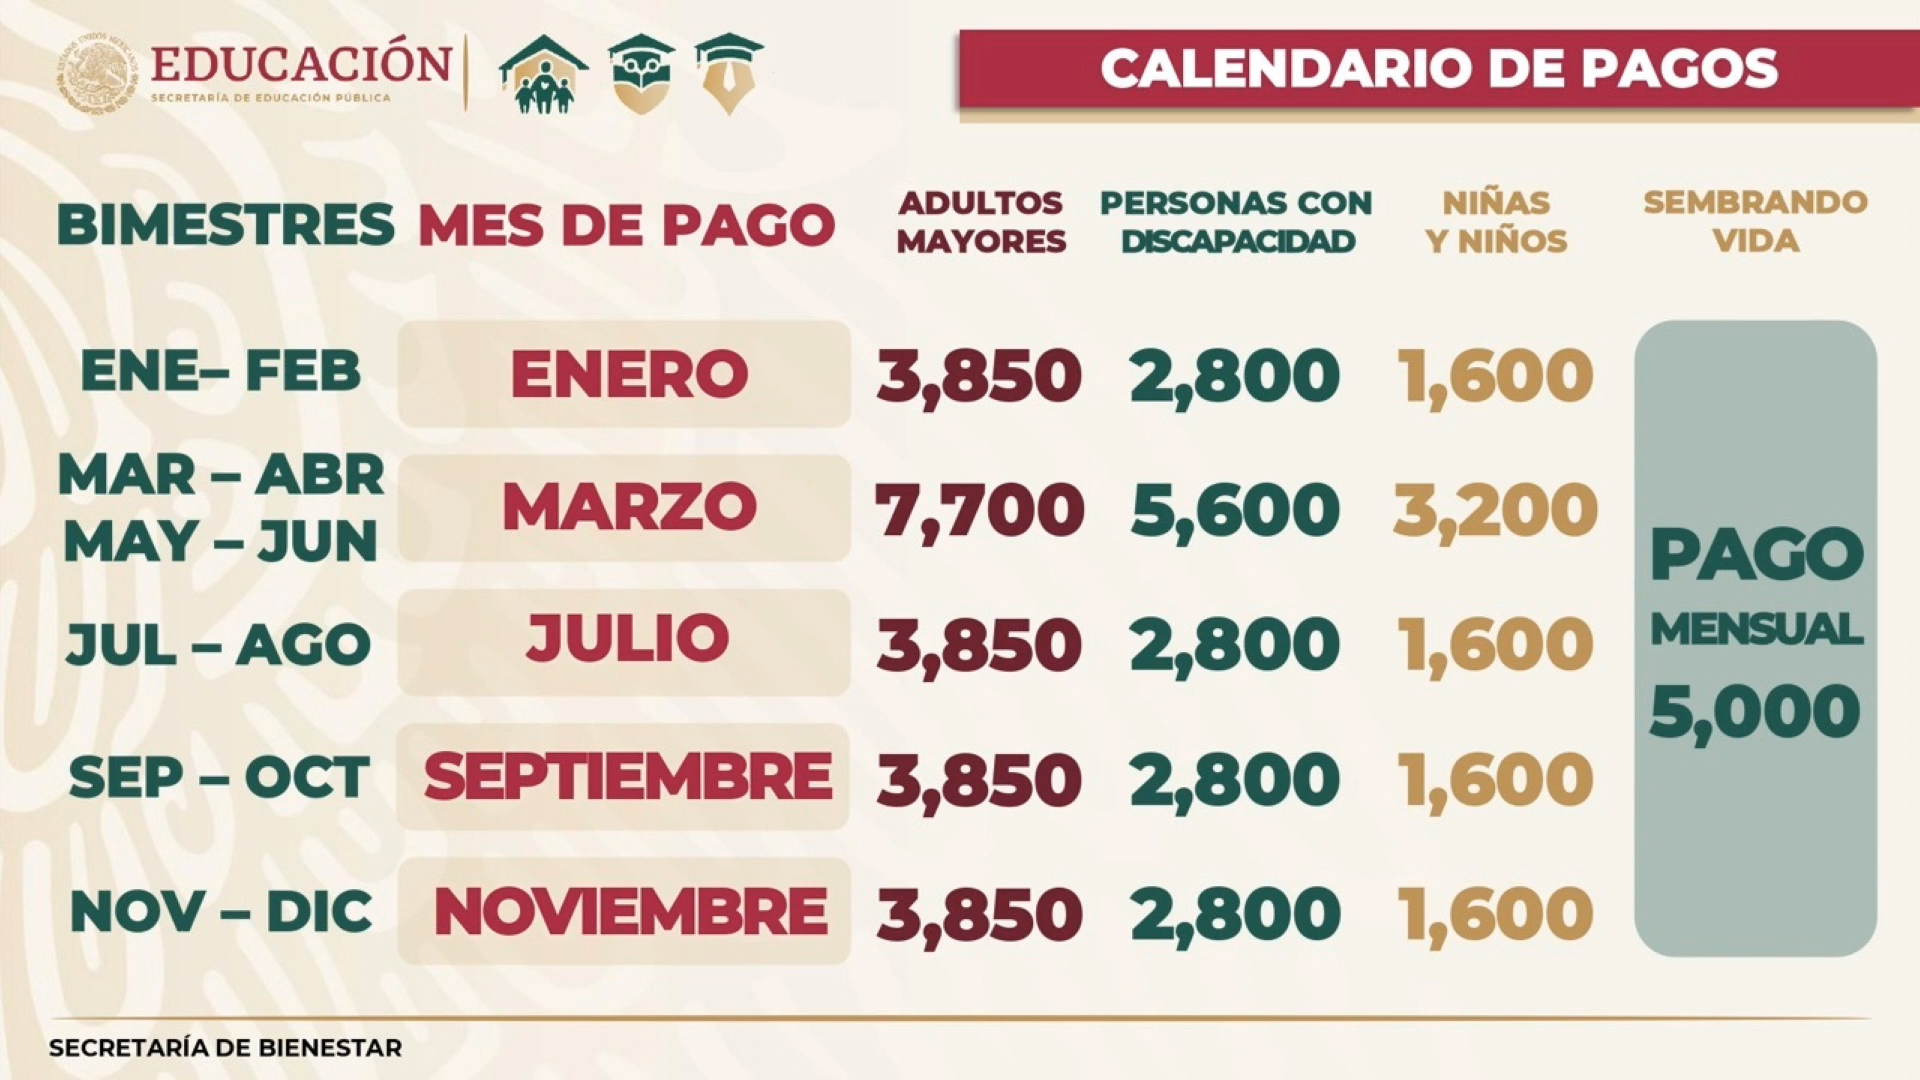 EDUCACIÓN
SECRETARÍA DE EDUCACIÓN PÚBLICA
CALENDARIO DE PAGOS
BIMESTRES MES DE PAGO ADULTOS MAYORES PERSONAS CON DISCAPACIDAD NIÑAS Y NIÑOS SEMBRANDO VIDA
ENE– FEB ENERO 3,850 2,800 1,600
MAR – ABR
MAY – JUN MARZO 7,700 5,600 3,200
JUL – AGO JULIO 3,850 2,800 1,600
SEP – OCT SEPTIEMBRE 3,850 2,800 1,600
NOV – DIC NOVIEMBRE 3,850 2,800 1,600
PAGO
MENSUAL
5,000
SECRETARÍA DE BIENESTAR